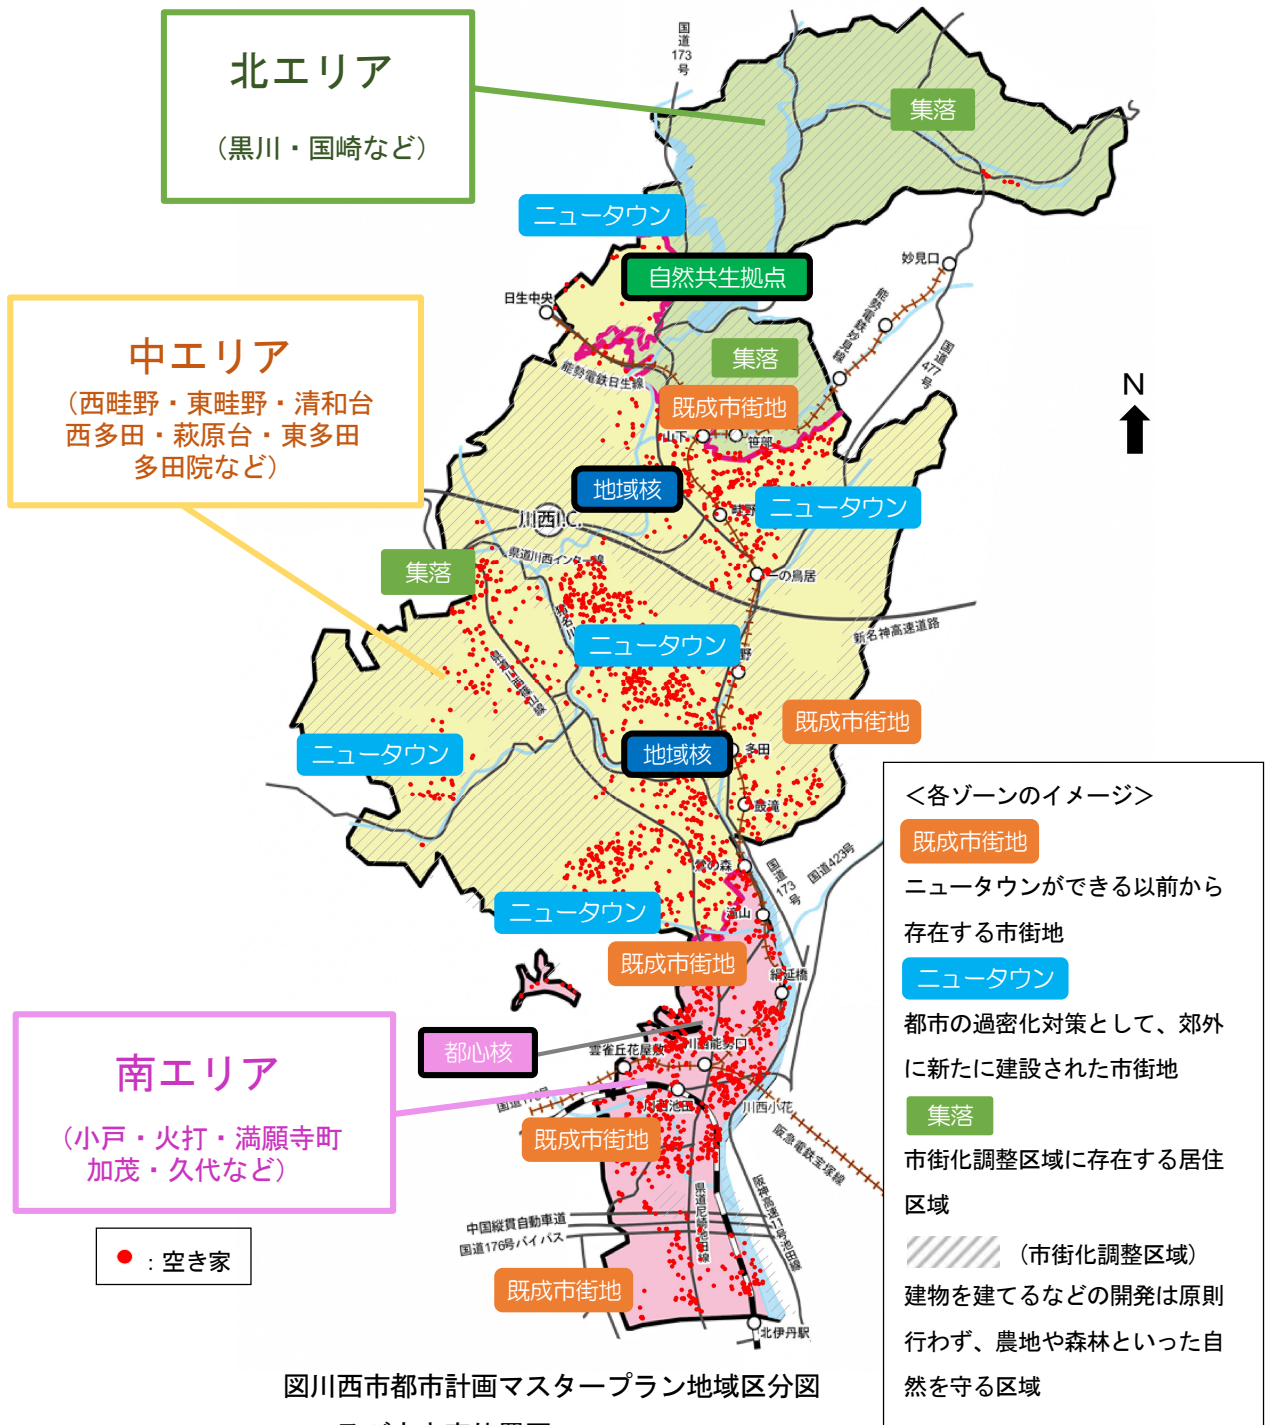 北エリア
（黒川・国崎など）
国道173号
集落
ニュータウン
自然共生拠点
妙見口
日生中央
能勢電鉄妙見線
国道477号
中エリア
（西畦野・東畦野・清和台
西多田・萩原台・東多田
多田院など）
集落
能勢電鉄日生線
既成市街地
山下
笹部
N
地域核
ニュータウン
畦野
川西I.C.
県道川西インター線
集落
一の鳥居
新名神高速道路
ニュータウン
野
既成市街地
ニュータウン
地域核
多田
鼓滝
鶯の森
国道173号
国道423号
ニュータウン
滝山
既成市街地
絹延橋
都心核
雲雀丘花屋敷
川西能勢口
南エリア
（小戸・火打・満願寺町
加茂・久代など）
川西池田
川西小花
既成市街地
阪急電鉄宝塚線
県道尼崎池田線
阪神高速11号池田線
中国縦貫自動車道
国道176号バイパス
既成市街地
北伊丹駅
：空き家
＜各ゾーンのイメージ＞
既成市街地
ニュータウンができる以前から
存在する市街地
ニュータウン
都市の過密化対策として、郊外
に新たに建設された市街地
集落
市街化調整区域に存在する居住
区域
（市街化調整区域）
建物を建てるなどの開発は原則
行わず、農地や森林といった自
然を守る区域
図川西市都市計画マスタープラン地域区分図